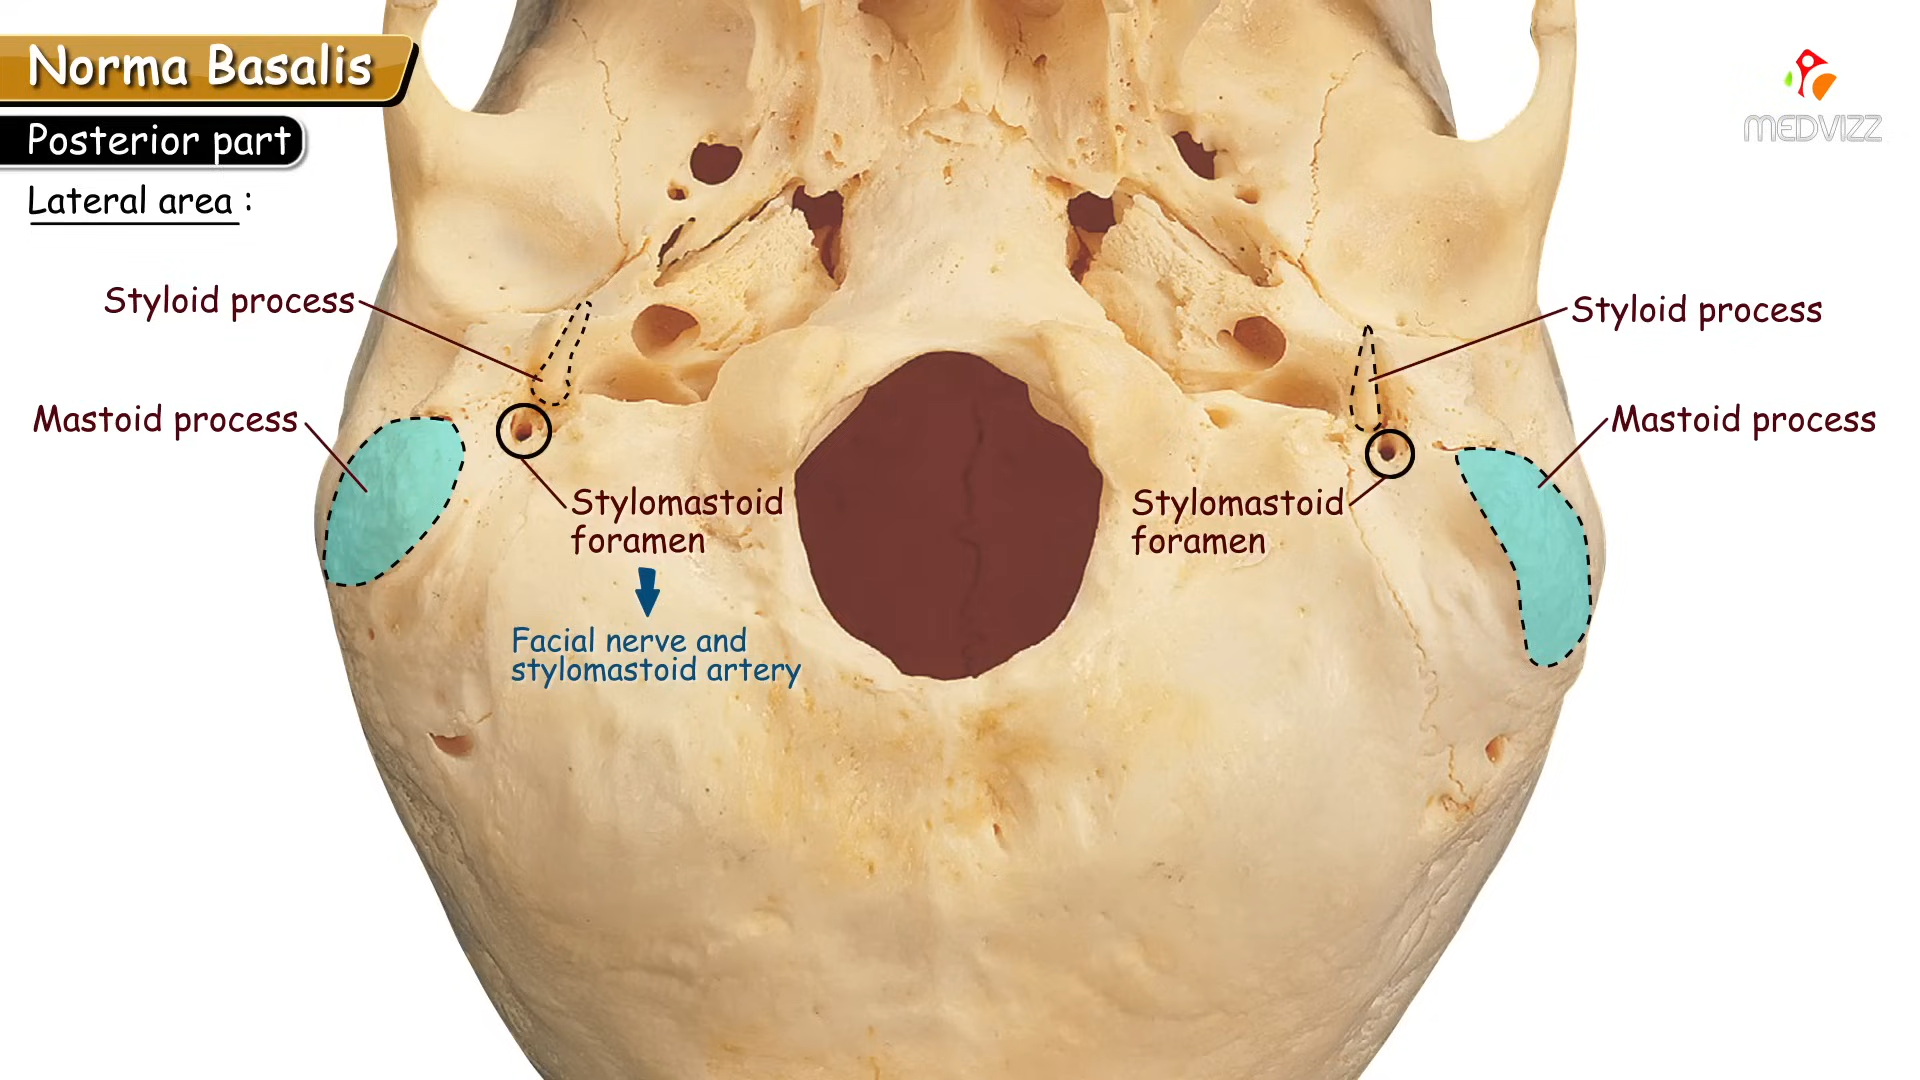 Norma Basalis
Posterior part
Lateral area :
MEDVIZZ
Styloid process
Styloid process
Mastoid process
Mastoid process
Stylomastoid
foramen
Stylomastoid
foramen
Facial nerve and
stylomastoid artery